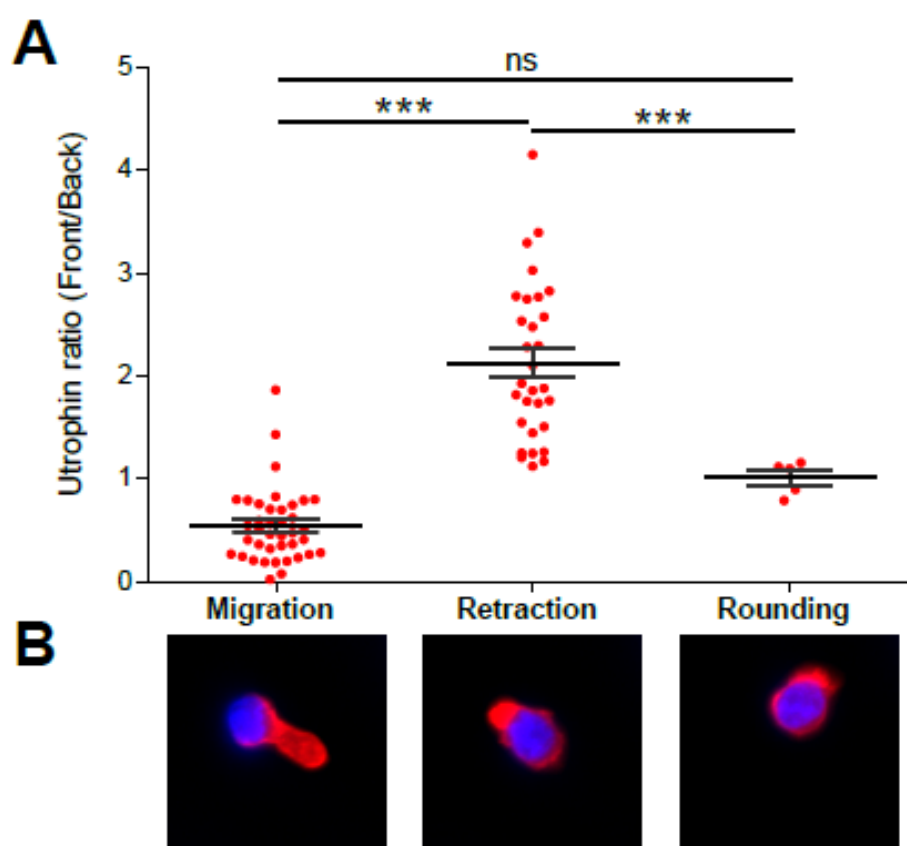 A
5
ns
***
***
4
3
2
1
0
Utrophin ratio (Front/Back)
Migration Retraction Rounding
B